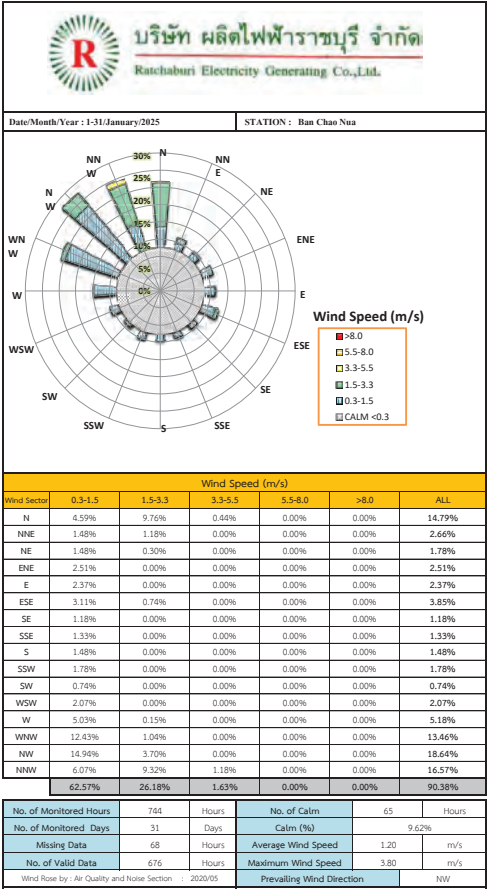 R
บริษัท ผลิตไฟฟ้าราชบุรี จำกัด
Ratchaburi Electricity Generating Co.,Ltd.
Date/Month/Year : 1-31/January/2025 STATION : Ban Chao Nua
N
NN
E
NE
ENE
E
ESE
SE
SSE
S
SSW
SW
WSW
W
WN
W
N
W
NN
W
30%
25%
20%
15%
10%
5%
0%
Wind Speed (m/s)
>8.0
5.5-8.0
3.3-5.5
1.5-3.3
0.3-1.5
CALM <0.3
Wind Speed (m/s)
Wind Sector 0.3-1.5 1.5-3.3 3.3-5.5 5.5-8.0 >8.0 ALL
N 4.59% 9.76% 0.44% 0.00% 0.00% 14.79%
NNE 1.48% 1.18% 0.00% 0.00% 0.00% 2.66%
NE 1.48% 0.30% 0.00% 0.00% 0.00% 1.78%
ENE 2.51% 0.00% 0.00% 0.00% 0.00% 2.51%
E 2.37% 0.00% 0.00% 0.00% 0.00% 2.37%
ESE 3.11% 0.74% 0.00% 0.00% 0.00% 3.85%
SE 1.18% 0.00% 0.00% 0.00% 0.00% 1.18%
SSE 1.33% 0.00% 0.00% 0.00% 0.00% 1.33%
S 1.48% 0.00% 0.00% 0.00% 0.00% 1.48%
SSW 1.78% 0.00% 0.00% 0.00% 0.00% 1.78%
SW 0.74% 0.00% 0.00% 0.00% 0.00% 0.74%
WSW 2.07% 0.00% 0.00% 0.00% 0.00% 2.07%
W 5.03% 0.15% 0.00% 0.00% 0.00% 5.18%
WNW 12.43% 1.04% 0.00% 0.00% 0.00% 13.46%
NW 14.94% 3.70% 0.00% 0.00% 0.00% 18.64%
NNW 6.07% 9.32% 1.18% 0.00% 0.00% 16.57%
62.57% 26.18% 1.63% 0.00% 0.00% 90.38%
No. of Monitored Hours 744 Hours No. of Calm 65 Hours
No. of Monitored Days 31 Days Calm (%) 9.62%
Missing Data 68 Hours Average Wind Speed 1.20 m/s
No. of Valid Data 676 Hours Maximum Wind Speed 3.80 m/s
Wind Rose by : Air Quality and Noise Section : 2020/05 Prevailing Wind Direction NW